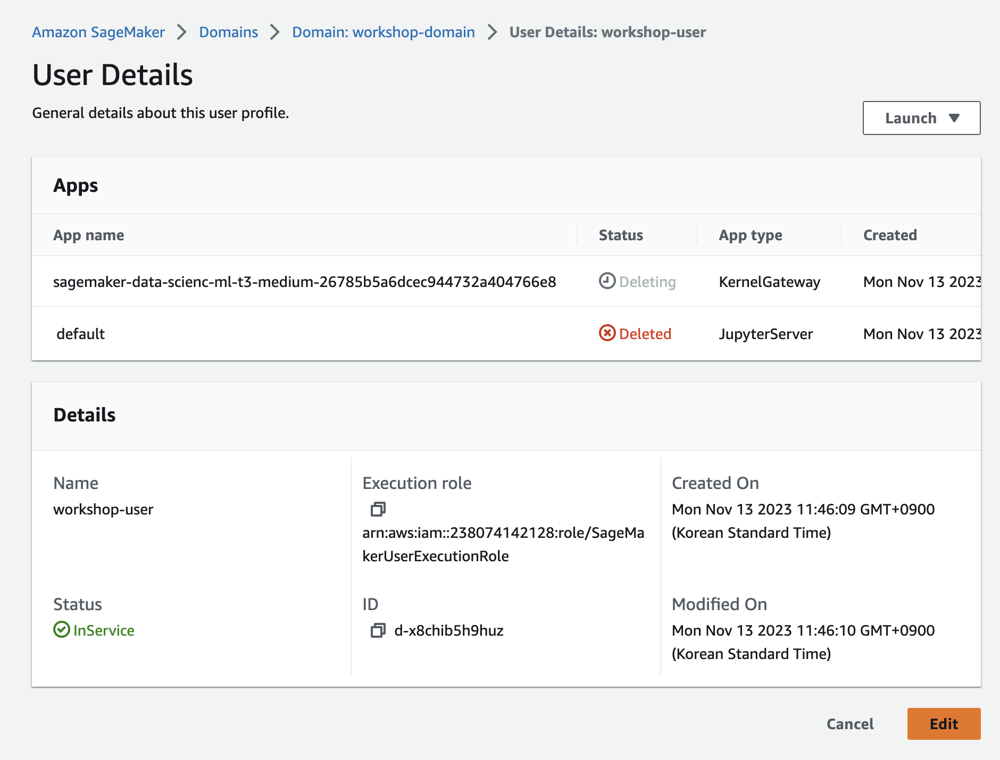 Amazon SageMaker > Domains > Domain: workshop-domain > User Details: workshop-user
User Details
General details about this user profile.
Launch
Apps
App name Status App type Created
sagemaker-data-scienc-ml-t3-medium-26785b5a6dcec944732a404766e8 Deleting KernelGateway Mon Nov 13 2023
default Deleted JupyterServer Mon Nov 13 2023
Details
Name
workshop-user
Execution role
arn:aws:iam::238074142128:role/SageMa
kerUserExecutionRole
Created On
Mon Nov 13 2023 11:46:09 GMT+0900
(Korean Standard Time)
Status
InService
ID
d-x8chib5h9huz
Modified On
Mon Nov 13 2023 11:46:10 GMT+0900
(Korean Standard Time)
Cancel Edit